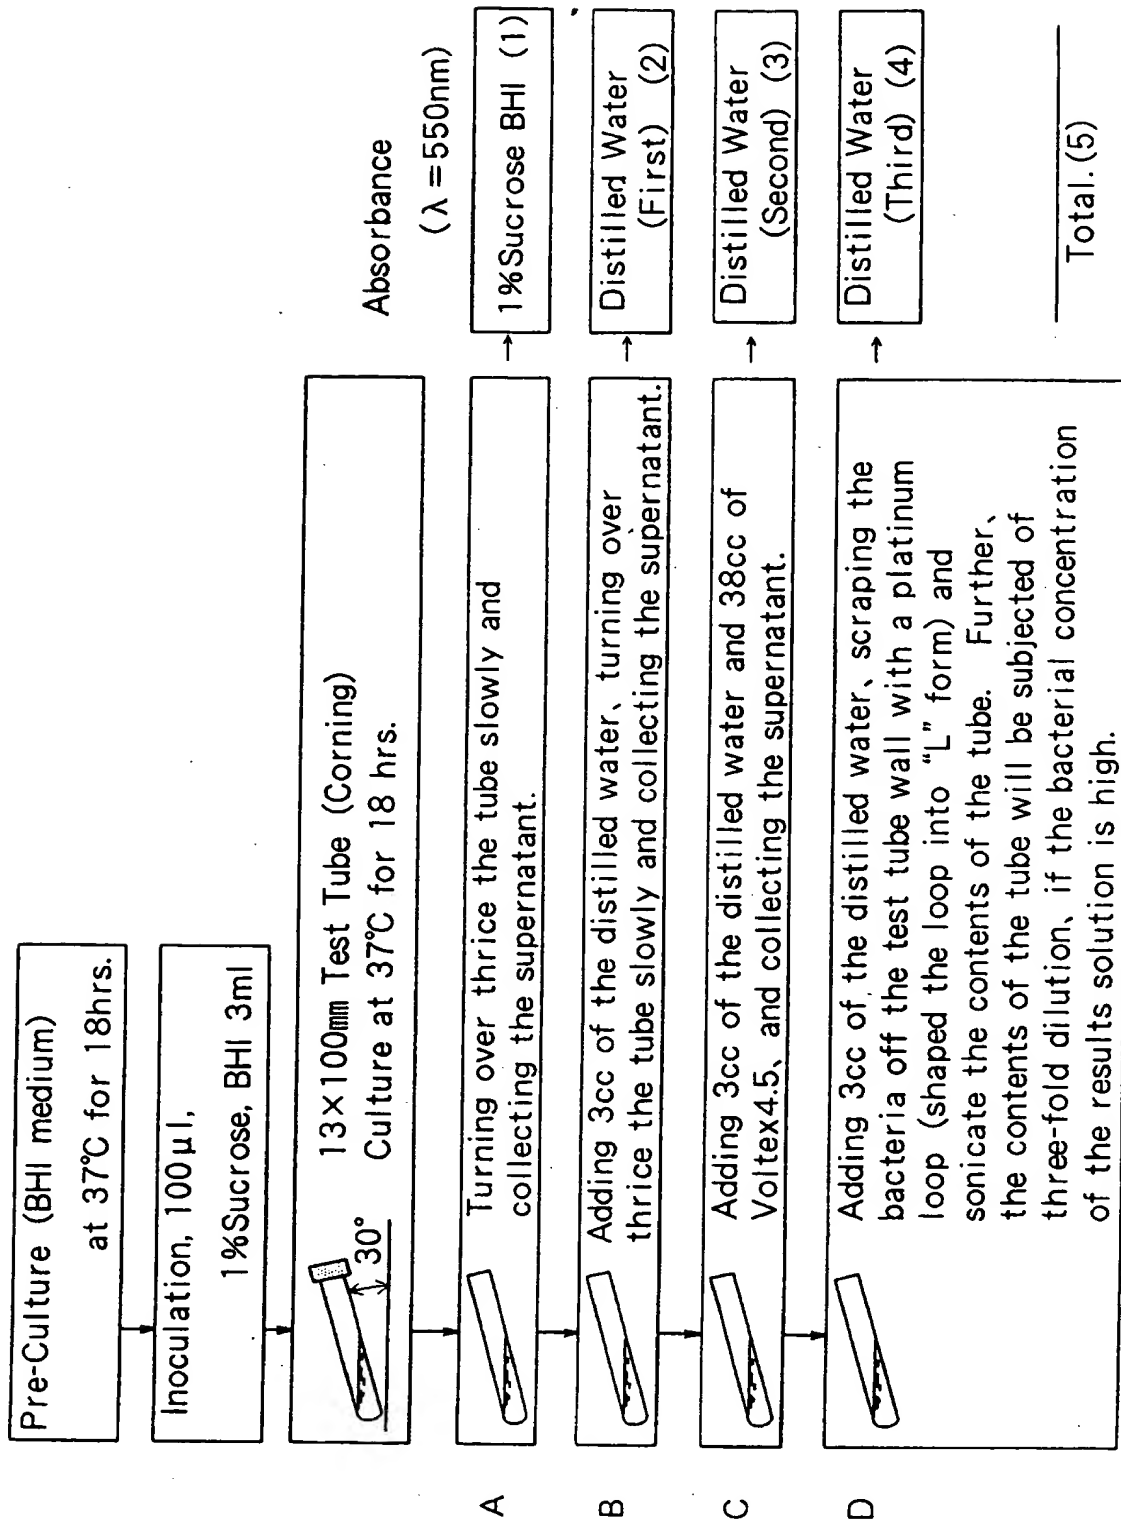 Pre-Culture (BHI medium)
at 37℃ for 18hrs.
Inoculation, 100μl,
1%Sucrose, BHI 3ml
13×100mm Test Tube (Corning)
Culture at 37℃ for 18 hrs.
30°
Absorbance
(λ=550nm)
A
Turning over thrice the tube slowly and
collecting the supernatant.
1%Sucrose BHI (1)
B
Adding 3cc of the distilled water、turning over
thrice the tube slowly and collecting the supernatant.
Distilled Water
(First) (2)
C
Adding 3cc of the distilled water and 38cc of
Voltex4.5、and collecting the supernatant.
Distilled Water
(Second) (3)
D
Adding 3cc of the distilled water、scraping the
bacteria off the test tube wall with a platinum
loop (shaped the loop into “L” form) and
sonicate the contents of the tube. Further、
the contents of the tube will be subjected of
three-fold dilution、if the bacterial concentration
of the results solution is high.
Distilled Water
(Third) (4)
Total.(5)